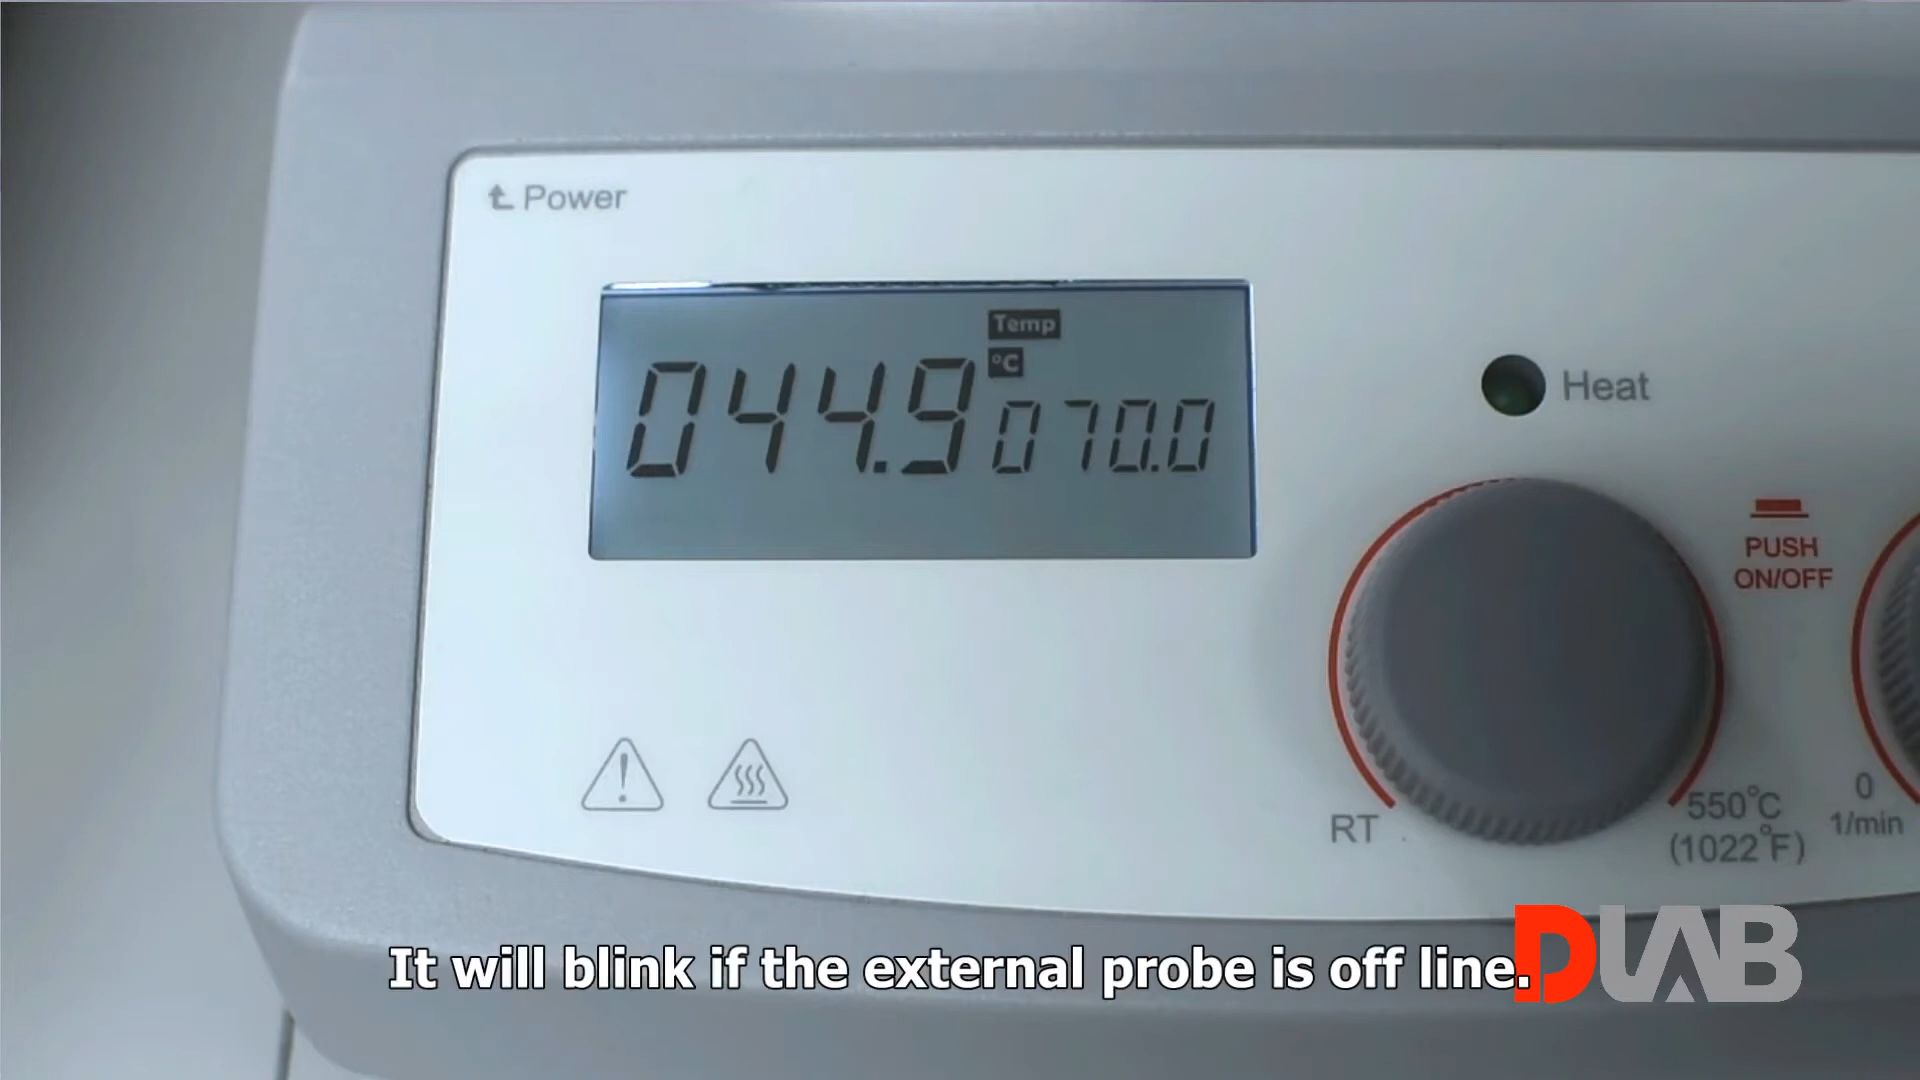 Power
Temp
°C
044.9
070.0
Heat
PUSH
ON/OFF
RT
550°C
(1022°F)
0
1/min
It will blink if the external probe is off line.
DLAB